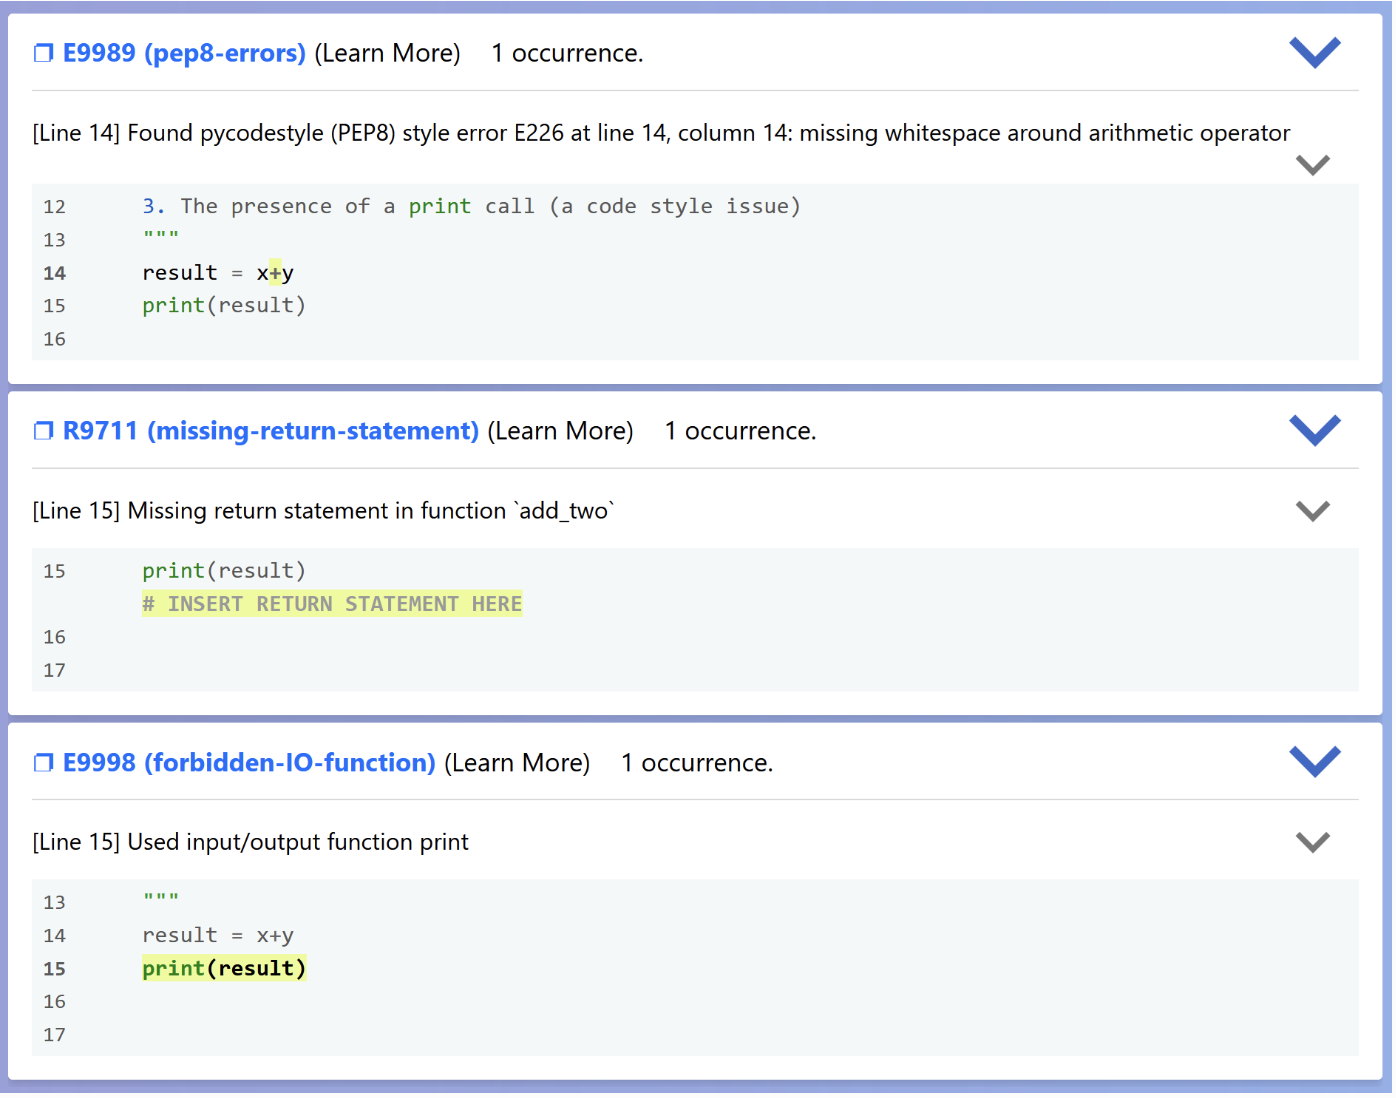 E9989 (pep8-errors) (Learn More) 1 occurrence.
[Line 14] Found pycodestyle (PEP8) style error E226 at line 14, column 14: missing whitespace around arithmetic operator
12 3. The presence of a print call (a code style issue)
13 """
14 result = x+y
15 print(result)
16
R9711 (missing-return-statement) (Learn More) 1 occurrence.
[Line 15] Missing return statement in function `add_two`
15 print(result)
# INSERT RETURN STATEMENT HERE
16
17
E9998 (forbidden-IO-function) (Learn More) 1 occurrence.
[Line 15] Used input/output function print
13 """
14 result = x+y
15 print(result)
16
17